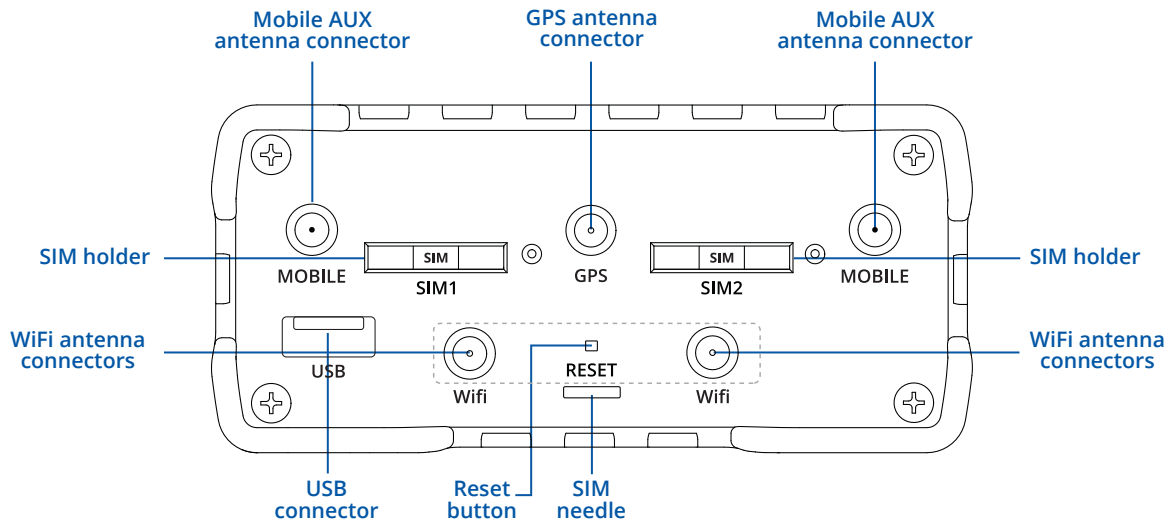 Mobile AUX
antenna connector
GPS antenna
connector
Mobile AUX
antenna connector
SIM holder
SIM
SIM
SIM holder
MOBILE
SIM1
GPS
SIM2
MOBILE
WiFi antenna
connectors
WiFi antenna
connectors
USB
RESET
Wifi
Wifi
USB
connector
Reset
button
SIM
needle